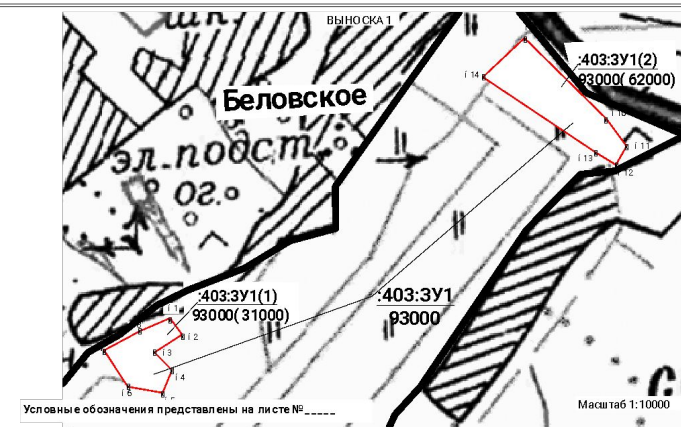 ВЫНОСКА 1
шк.
:403:ЗУ1(2)
93000( 62000)
i 14
i 10
i 11
i 13
i 12
Беловское
эл.подст.
ог.
:403:ЗУ1(1)
93000( 31000)
i 1
i 2
i 3
i 4
i 6
:403:ЗУ1
93000
Условные обозначения представлены на листе №_____
Масштаб 1:10000